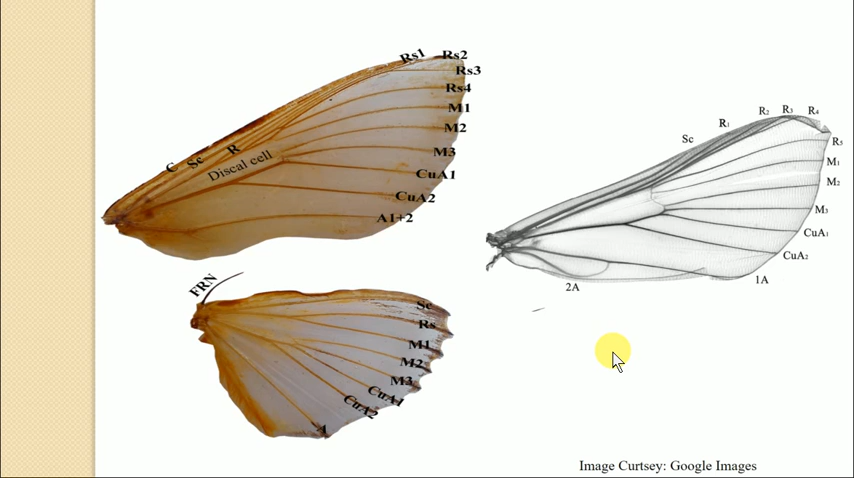 Rs1
Rs2
Rs3
Rs4
M1
M2
M3
CuA1
CuA2
A1+2
C
Sc
R
Discal cell
FRN
Sc
Rs
M1
M2
M3
CuA1
CuA2
A
Sc
R1
R2
R3
R4
R5
M1
M2
M3
CuA1
CuA2
1A
2A
Image Curtsey: Google Images